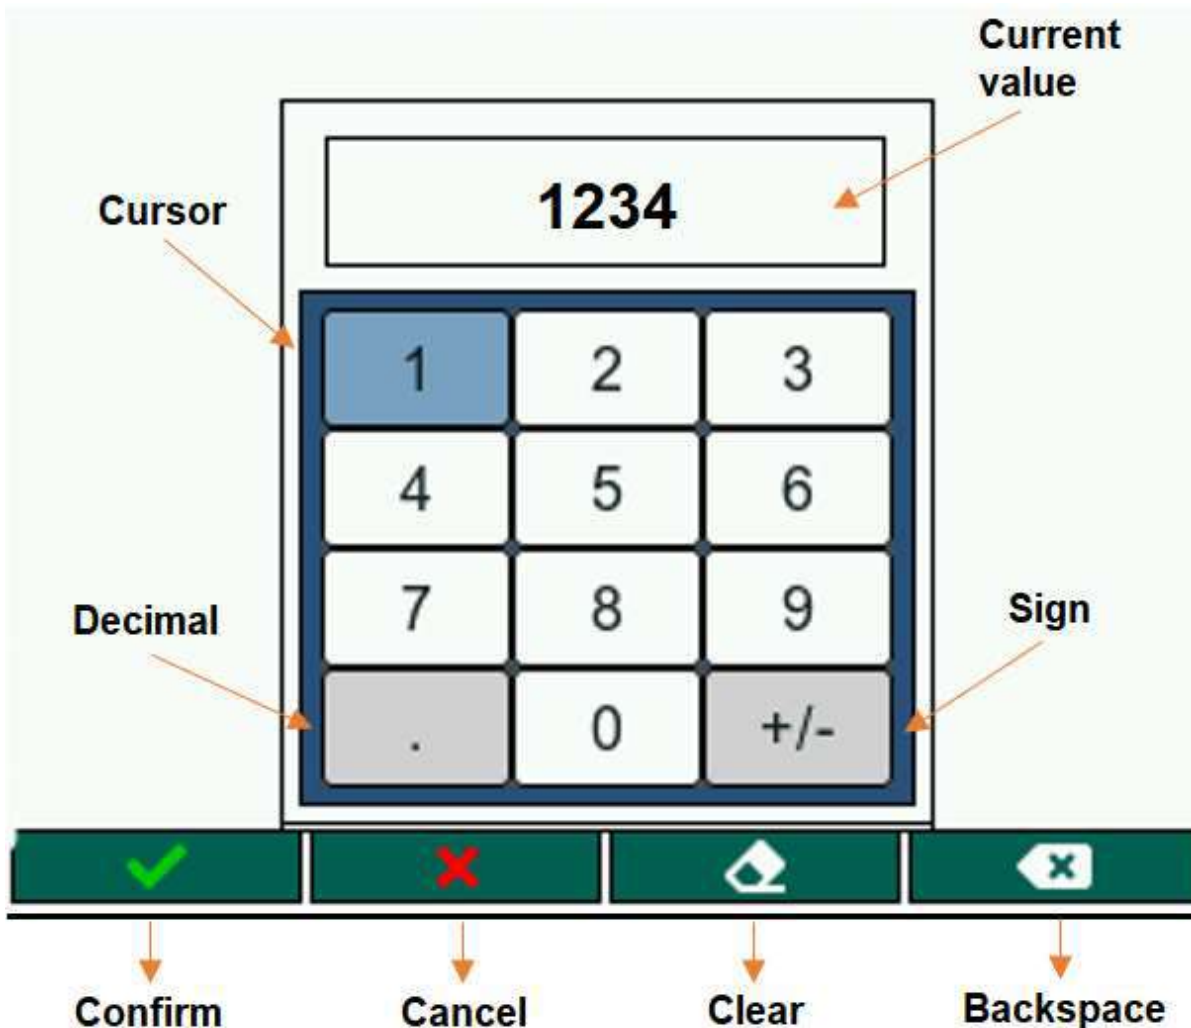 Current
value
1234
Cursor
1 2 3
4 5 6
7 8 9
Decimal
Sign
. 0 +/-
Confirm Cancel Clear Backspace